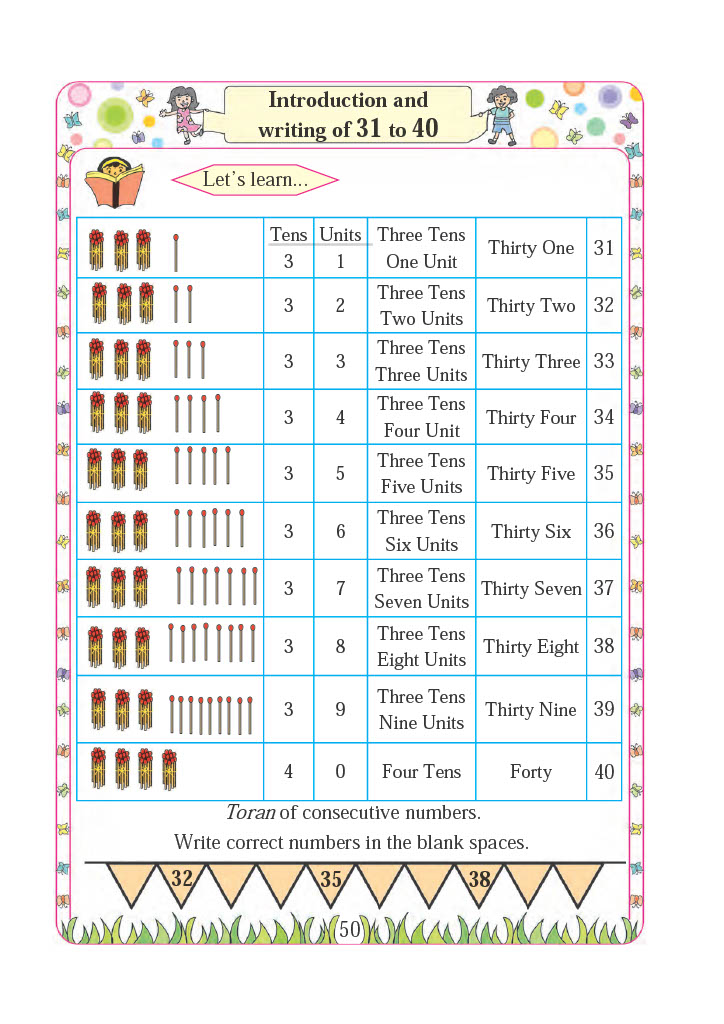 Introduction and
writing of 31 to 40
Let's learn...
Tens Units Three Tens Thirty One 31
3 1 One Unit
3 2 Three Tens Thirty Two 32
Two Units
3 3 Three Tens Thirty Three 33
Three Units
3 4 Three Tens Thirty Four 34
Four Unit
3 5 Three Tens Thirty Five 35
Five Units
3 6 Three Tens Thirty Six 36
Six Units
3 7 Three Tens Thirty Seven 37
Seven Units
3 8 Three Tens Thirty Eight 38
Eight Units
3 9 Three Tens Thirty Nine 39
Nine Units
4 0 Four Tens Forty 40
Toran of consecutive numbers.
Write correct numbers in the blank spaces.
32 35 38
50